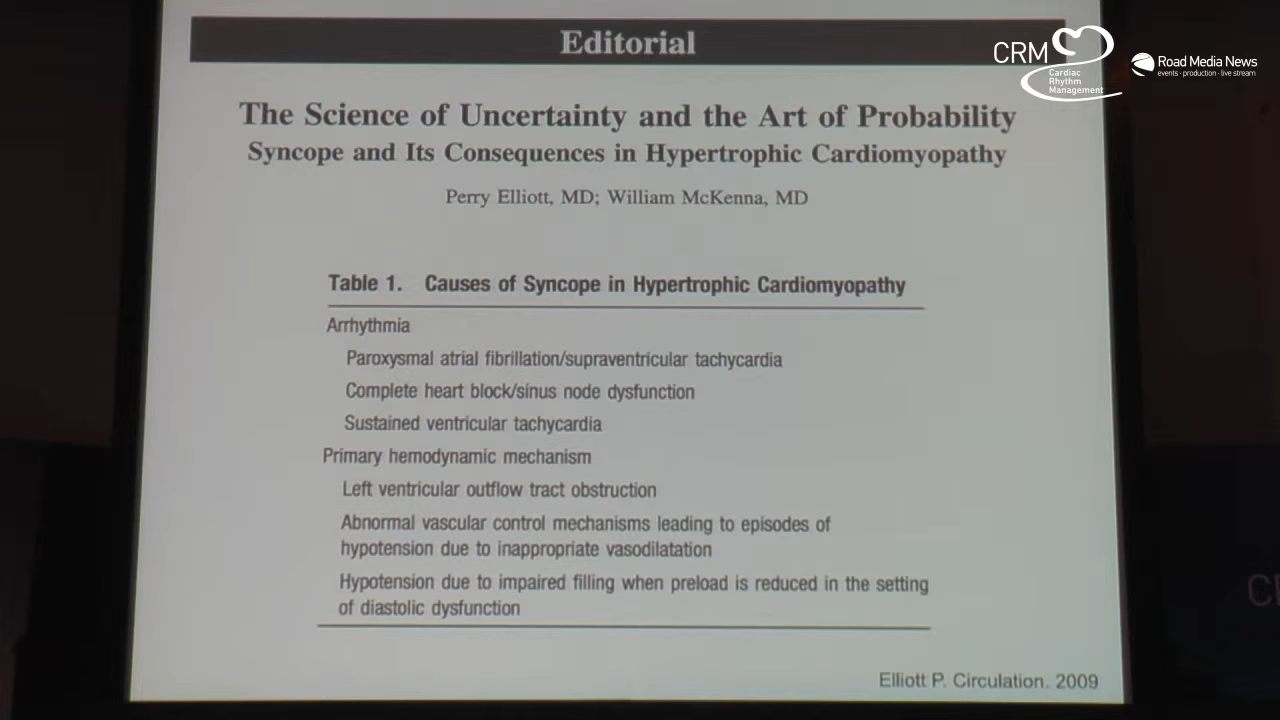 Editorial
CRM
Cardiac
Rhythm
Management
Road Media News
events · production · live stream
The Science of Uncertainty and the Art of Probability
Syncope and Its Consequences in Hypertrophic Cardiomyopathy
Perry Elliott, MD; William McKenna, MD
Table 1. Causes of Syncope in Hypertrophic Cardiomyopathy
Arrhythmia
Paroxysmal atrial fibrillation/supraventricular tachycardia
Complete heart block/sinus node dysfunction
Sustained ventricular tachycardia
Primary hemodynamic mechanism
Left ventricular outflow tract obstruction
Abnormal vascular control mechanisms leading to episodes of
hypotension due to inappropriate vasodilatation
Hypotension due to impaired filling when preload is reduced in the setting
of diastolic dysfunction
Elliott P. Circulation. 2009